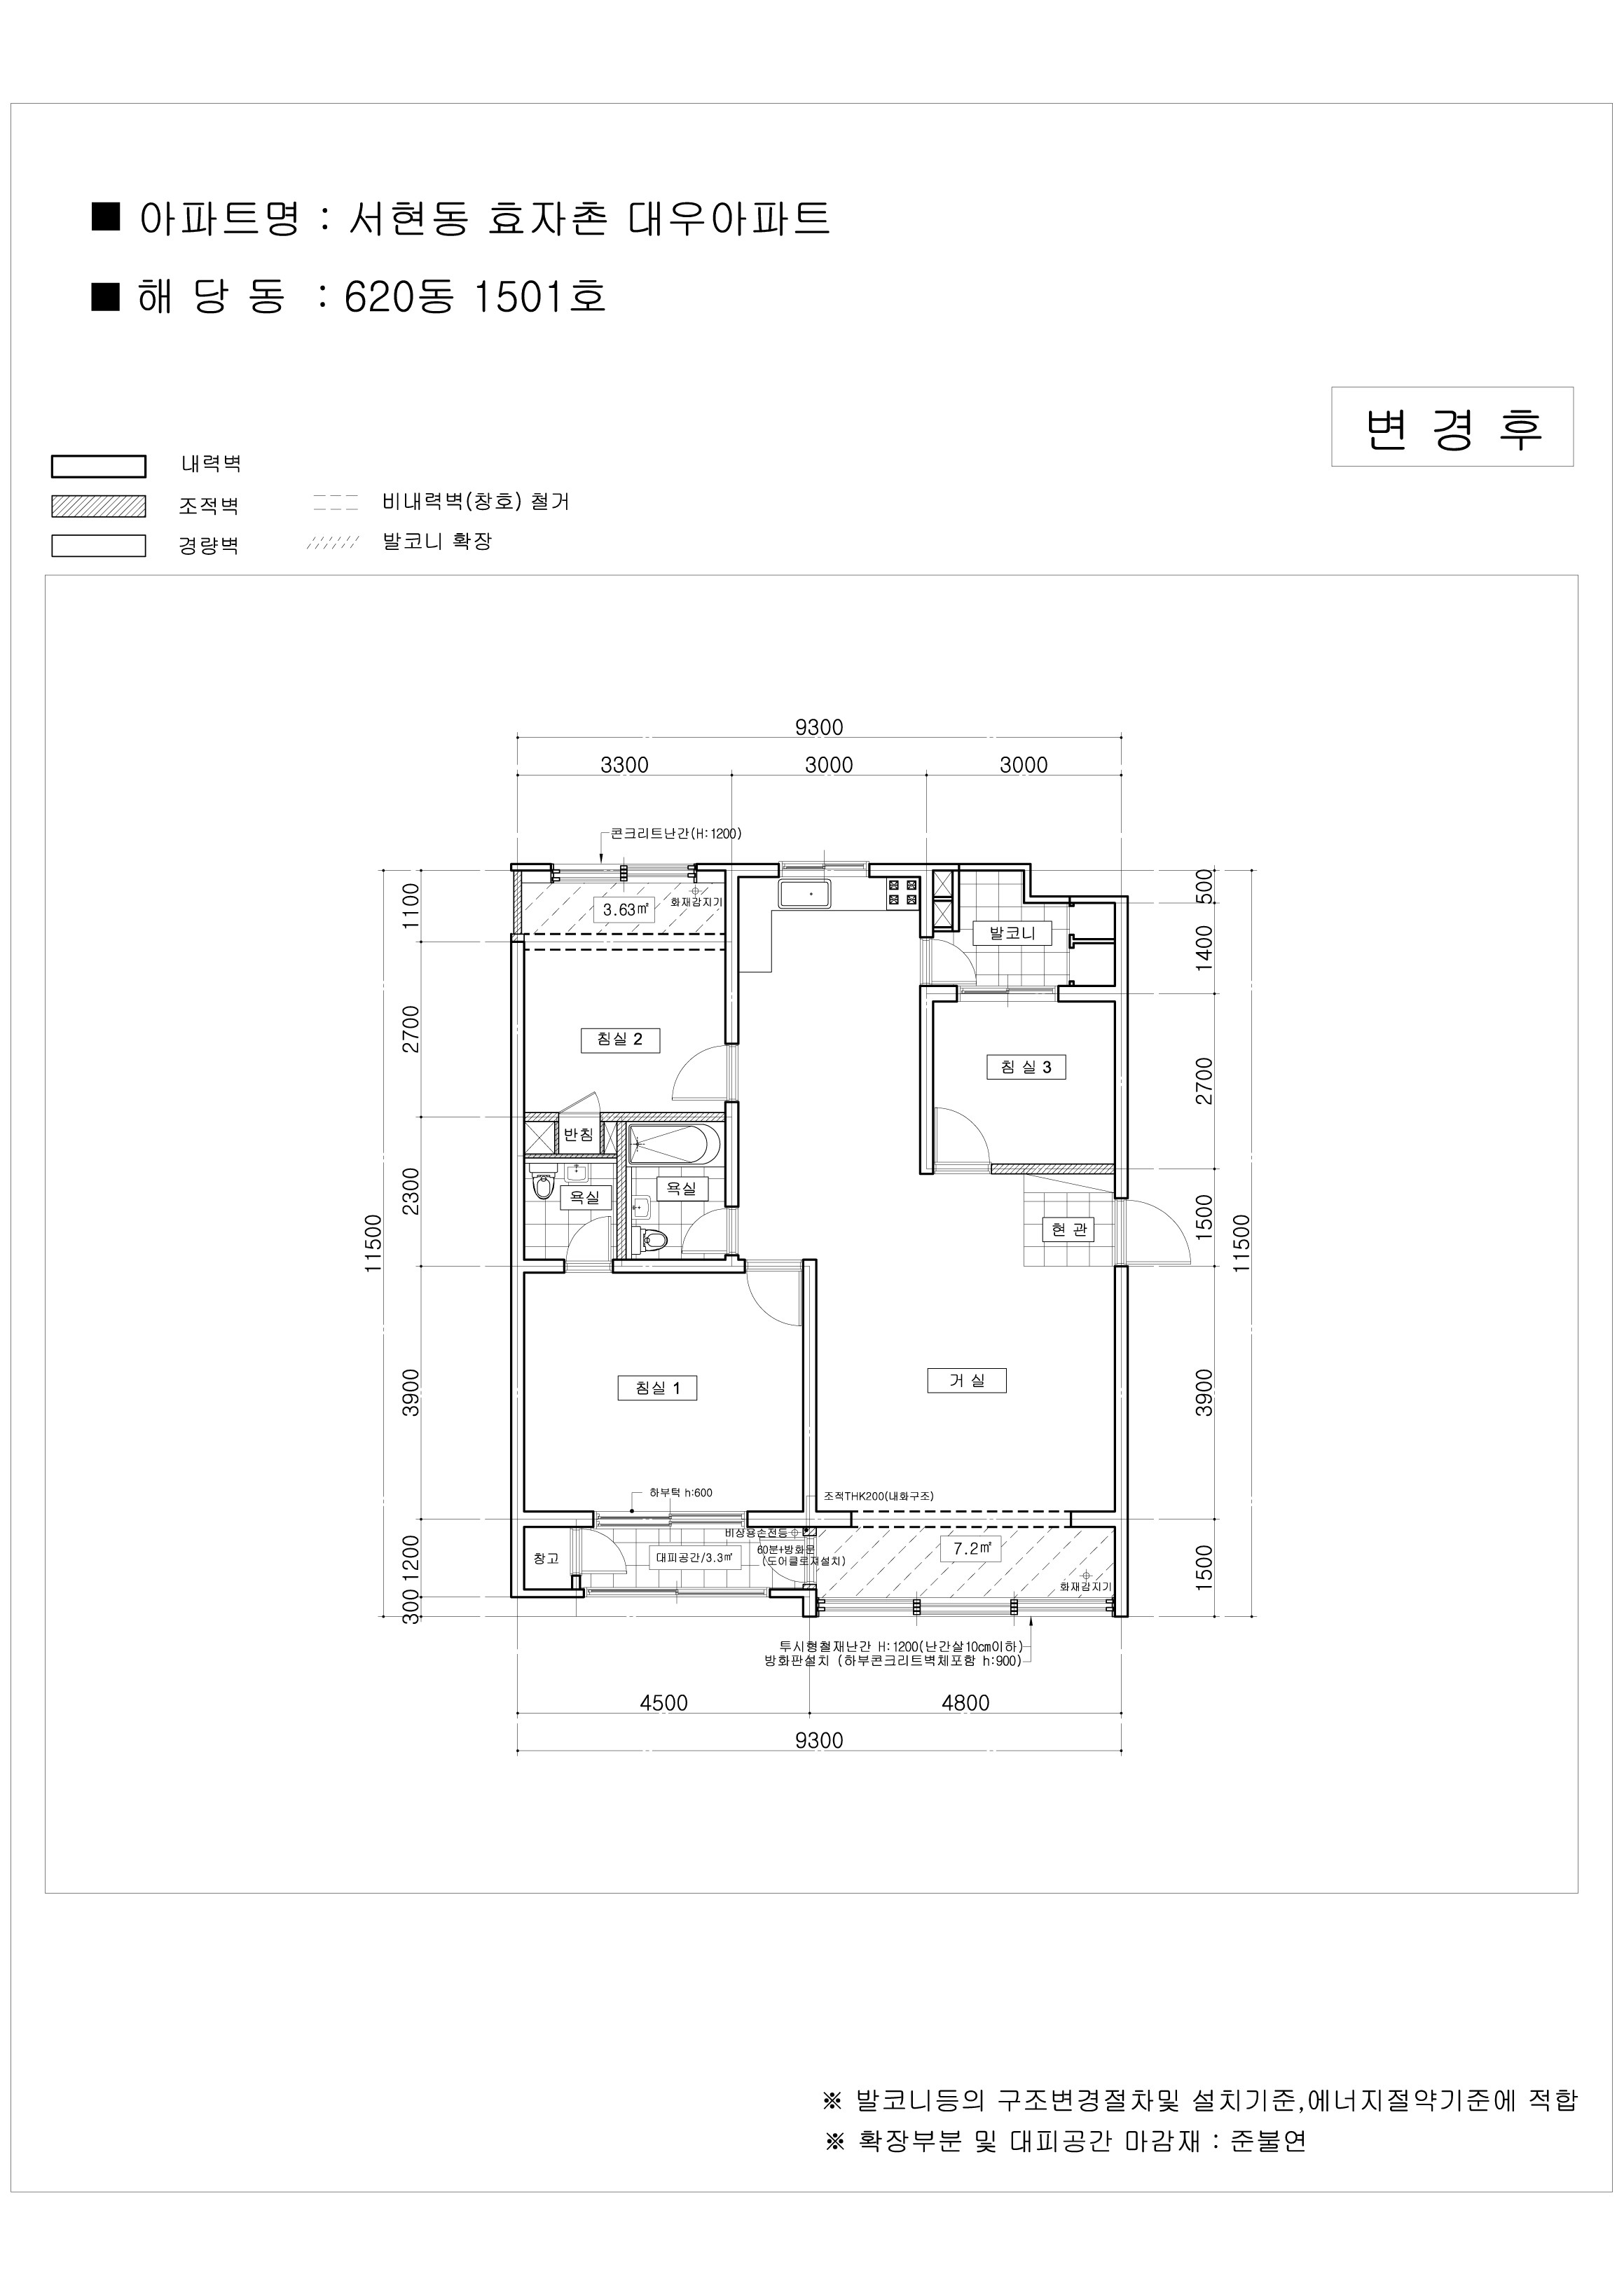 ■ 아파트명 : 서현동 효자촌 대우아파트
■ 해 당 동 : 620동 1501호
변 경 후
내력벽
조적벽
비내력벽(창호) 철거
경량벽
발코니 확장
9300
3300
3000
3000
콘크리트난간(H:1200)
1100
3.63㎡
화재감지기
500
발코니
1400
2700
침실 2
침 실 3
2700
반침
욕실
욕실
2300
11500
1500
현 관
11500
침실 1
거 실
3900
3900
하부턱 h:600
조적THK200(내화구조)
비상용손전등
60분+방화문
(도어클로져설치)
창고
대피공간/3.3㎡
7.2㎡
화재감지기
1200
300
1500
투시형철재난간 H:1200(난간살10cm이하)
방화판설치 (하부콘크리트벽체포함 h:900)
4500
4800
9300
※ 발코니등의 구조변경절차및 설치기준,에너지절약기준에 적합
※ 확장부분 및 대피공간 마감재 : 준불연